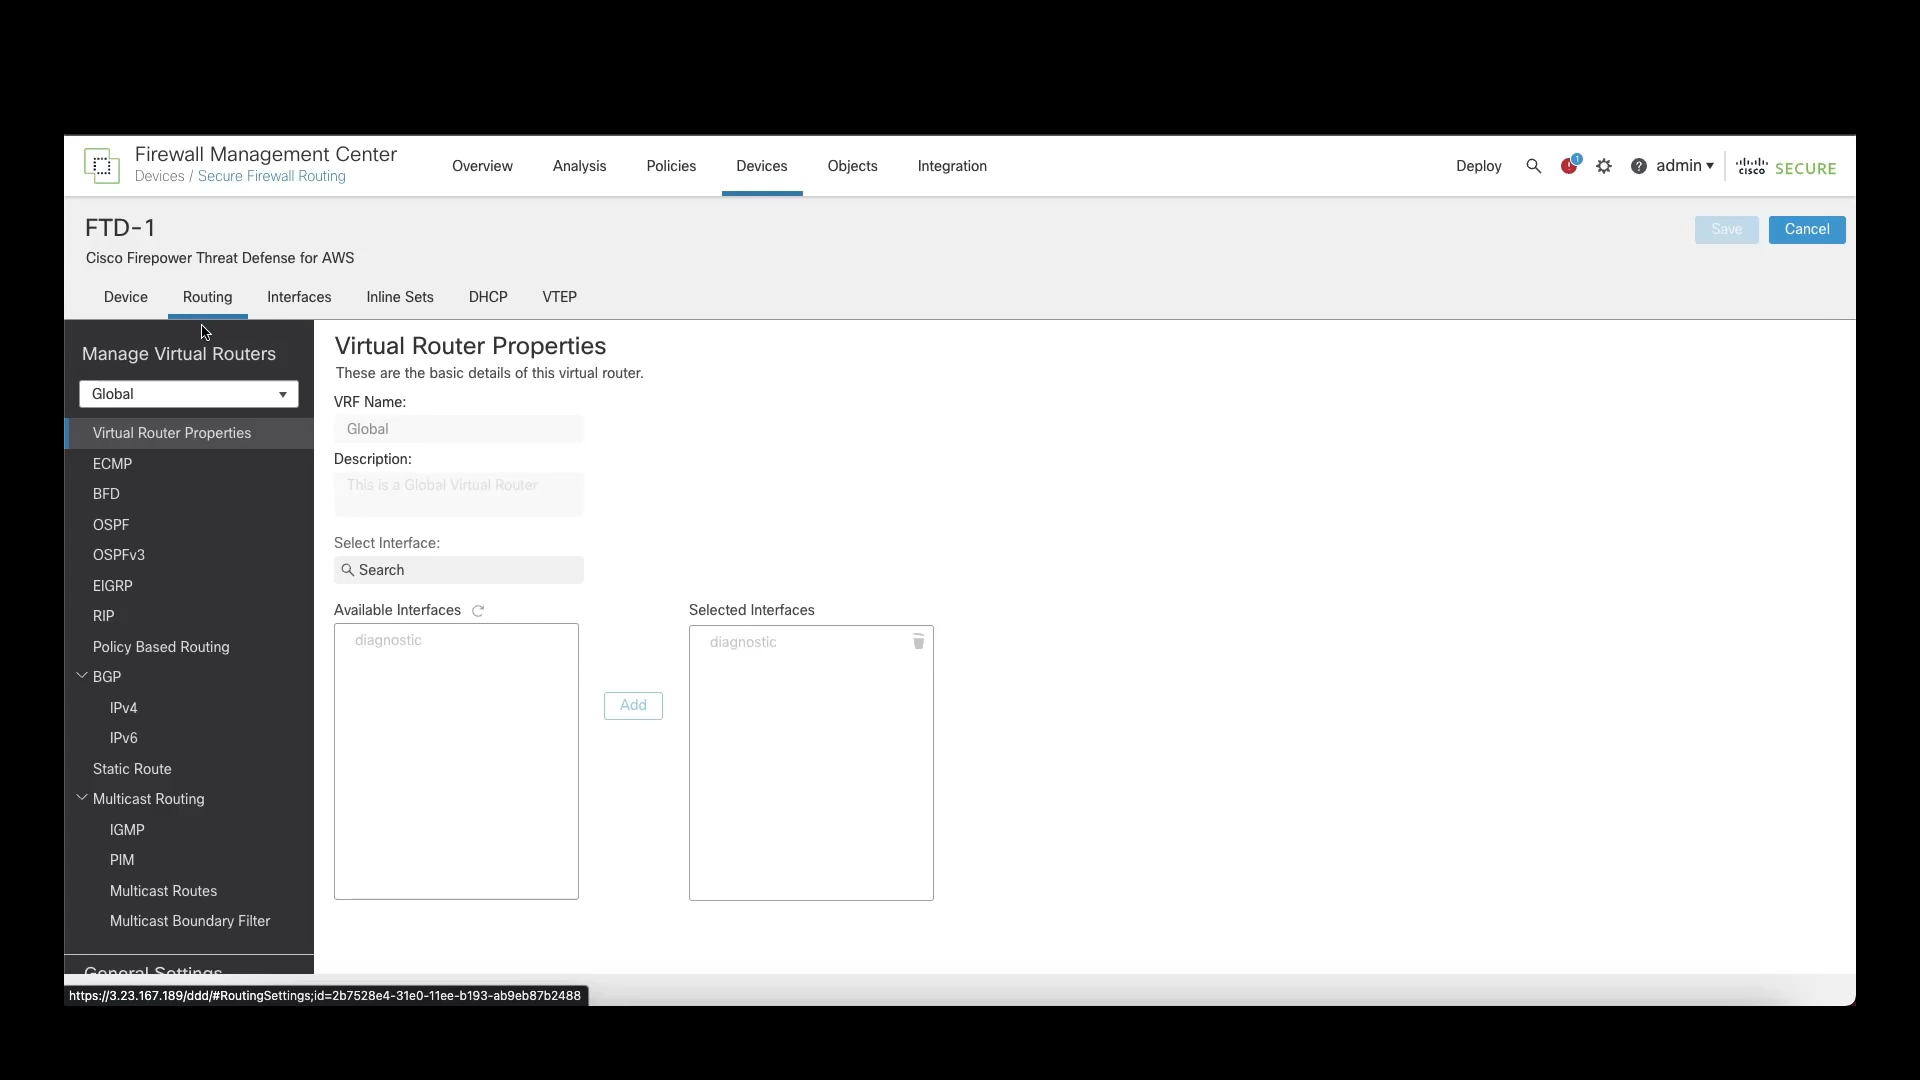 Firewall Management Center
Devices / Secure Firewall Routing
Overview
Analysis
Policies
Devices
Objects
Integration
Deploy
1
admin
cisco SECURE
FTD-1
Save
Cancel
Cisco Firepower Threat Defense for AWS
Device
Routing
Interfaces
Inline Sets
DHCP
VTEP
Manage Virtual Routers
Global
Virtual Router Properties
ECMP
BFD
OSPF
OSPFv3
EIGRP
RIP
Policy Based Routing
BGP
IPv4
IPv6
Static Route
Multicast Routing
IGMP
PIM
Multicast Routes
Multicast Boundary Filter
General Settings
Virtual Router Properties
These are the basic details of this virtual router.
VRF Name:
Global
Description:
This is a Global Virtual Router
Select Interface:
Search
Available Interfaces
diagnostic
Add
Selected Interfaces
diagnostic
https://3.23.167.189/ddd/#RoutingSettings;id=2b7528e4-31e0-11ee-b193-ab9eb87b2488